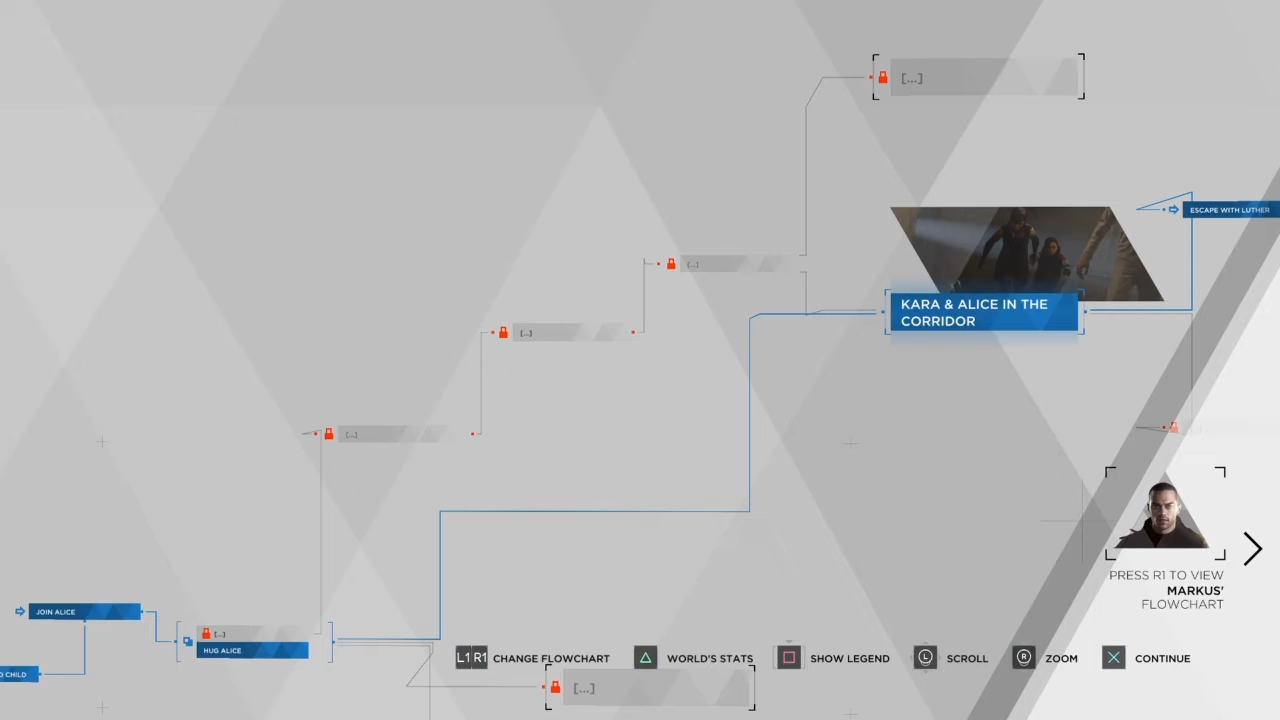 [...]
ESCAPE WITH LUTHER
[...]
KARA & ALICE IN THE
CORRIDOR
[...]
[...]
PRESS R1 TO VIEW
MARKUS'
FLOWCHART
JOIN ALICE
[...]
HUG ALICE
CHILD
L1 R1 CHANGE FLOWCHART
WORLD'S STATS
SHOW LEGEND
L SCROLL
R ZOOM
CONTINUE
[...]